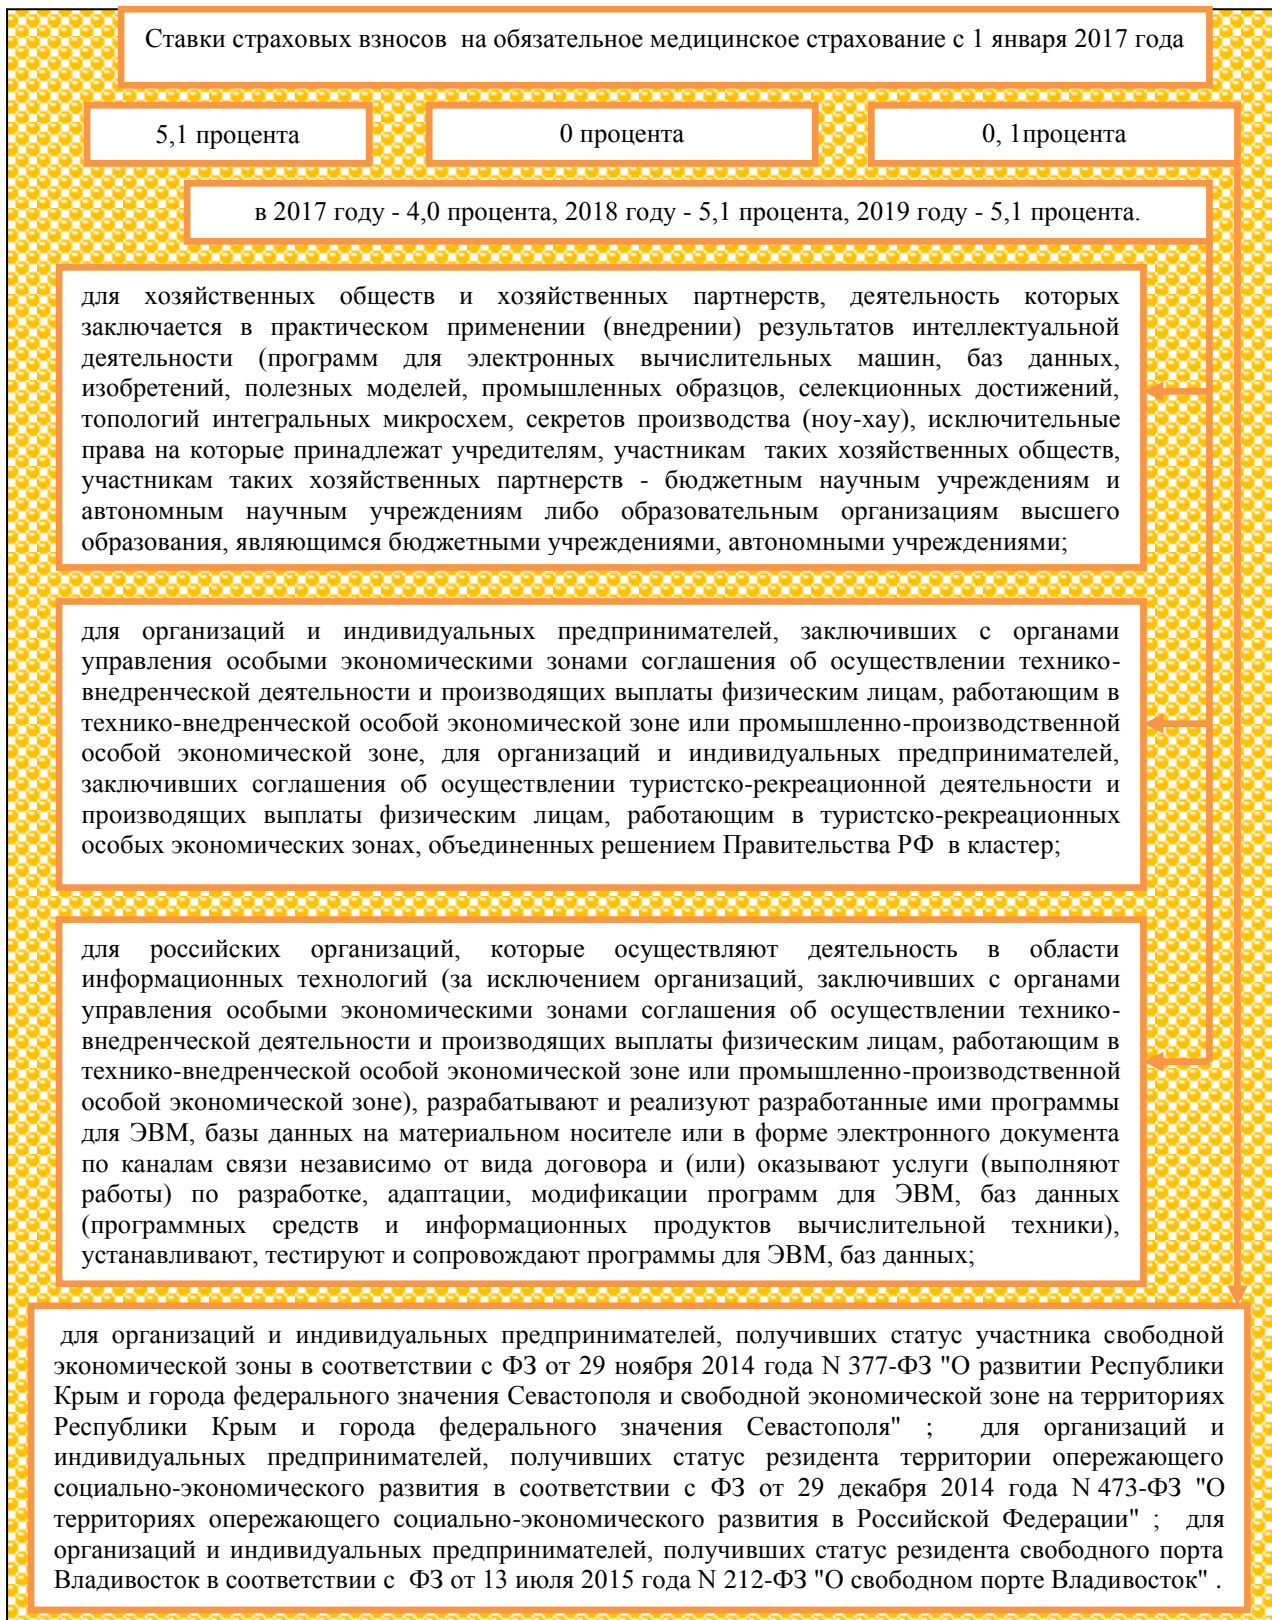 Ставки страховых взносов на обязательное медицинское страхование с 1 января 2017 года
5,1 процента
0 процента
0, 1процента
в 2017 году - 4,0 процента, 2018 году - 5,1 процента, 2019 году - 5,1 процента.
для хозяйственных обществ и хозяйственных партнерств, деятельность которых
заключается в практическом применении (внедрении) результатов интеллектуальной
деятельности (программ для электронных вычислительных машин, баз данных,
изобретений, полезных моделей, промышленных образцов, селекционных достижений,
топологий интегральных микросхем, секретов производства (ноу-хау), исключительные
права на которые принадлежат учредителям, участникам таких хозяйственных обществ,
участникам таких хозяйственных партнерств - бюджетным научным учреждениям и
автономным научным учреждениям либо образовательным организациям высшего
образования, являющимся бюджетными учреждениями, автономными учреждениями;
для организаций и индивидуальных предпринимателей, заключивших с органами
управления особыми экономическими зонами соглашения об осуществлении технико-
внедренческой деятельности и производящих выплаты физическим лицам, работающим в
технико-внедренческой особой экономической зоне или промышленно-производственной
особой экономической зоне, для организаций и индивидуальных предпринимателей,
заключивших соглашения об осуществлении туристско-рекреационной деятельности и
производящих выплаты физическим лицам, работающим в туристско-рекреационных
особых экономических зонах, объединенных решением Правительства РФ в кластер;
для российских организаций, которые осуществляют деятельность в области
информационных технологий (за исключением организаций, заключивших с органами
управления особыми экономическими зонами соглашения об осуществлении технико-
внедренческой деятельности и производящих выплаты физическим лицам, работающим в
технико-внедренческой особой экономической зоне или промышленно-производственной
особой экономической зоне), разрабатывают и реализуют разработанные ими программы
для ЭВМ, базы данных на материальном носителе или в форме электронного документа
по каналам связи независимо от вида договора и (или) оказывают услуги (выполняют
работы) по разработке, адаптации, модификации программ для ЭВМ, баз данных
(программных средств и информационных продуктов вычислительной техники),
устанавливают, тестируют и сопровождают программы для ЭВМ, баз данных;
для организаций и индивидуальных предпринимателей, получивших статус участника свободной
экономической зоны в соответствии с ФЗ от 29 ноября 2014 года N 377-ФЗ "О развитии Республики
Крым и города федерального значения Севастополя и свободной экономической зоне на территориях
Республики Крым и города федерального значения Севастополя" ; для организаций и
индивидуальных предпринимателей, получивших статус резидента территории опережающего
социально-экономического развития в соответствии с ФЗ от 29 декабря 2014 года N 473-ФЗ "О
территориях опережающего социально-экономического развития в Российской Федерации" ; для
организаций и индивидуальных предпринимателей, получивших статус резидента свободного порта
Владивосток в соответствии с ФЗ от 13 июля 2015 года N 212-ФЗ "О свободном порте Владивосток" .